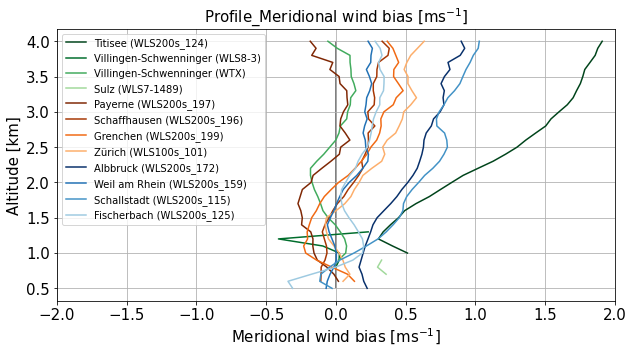 Profile_Meridional wind bias [ms⁻¹]
Altitude [km]
4.0
3.5
3.0
2.5
2.0
1.5
1.0
0.5
Titisee (WLS200s_124)
Villingen-Schwenninger (WLS8-3)
Villingen-Schwenninger (WTX)
Sulz (WLS7-1489)
Payerne (WLS200s_197)
Schaffhausen (WLS200s_196)
Grenchen (WLS200s_199)
Zürich (WLS100s_101)
Albbruck (WLS200s_172)
Weil am Rhein (WLS200s_159)
Schallstadt (WLS200s_115)
Fischerbach (WLS200s_125)
−2.0 −1.5 −1.0 −0.5 0.0 0.5 1.0 1.5 2.0
Meridional wind bias [ms⁻¹]